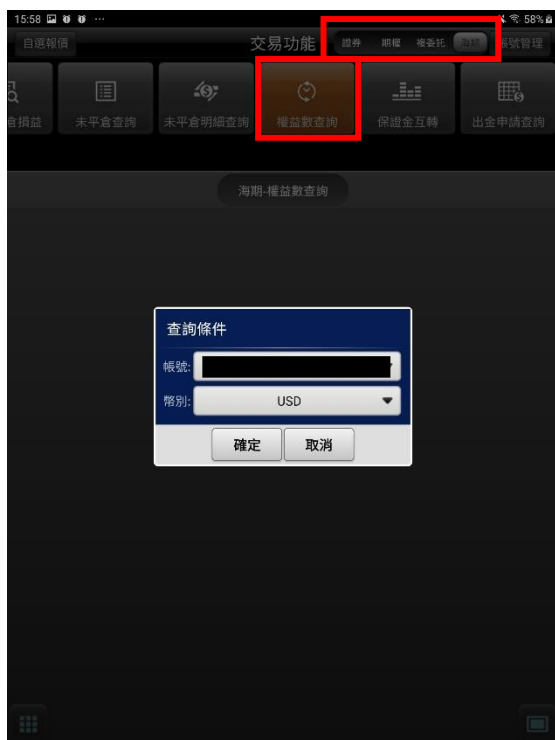 15:58 58%
自選報價 交易功能 證券 期權 複委託 海期 帳號管理
倉損益 未平倉查詢 未平倉明細查詢 權益數查詢 保證金互轉 出金申請查詢
海期-權益數查詢
查詢條件
帳號:
幣別: USD
確定 取消